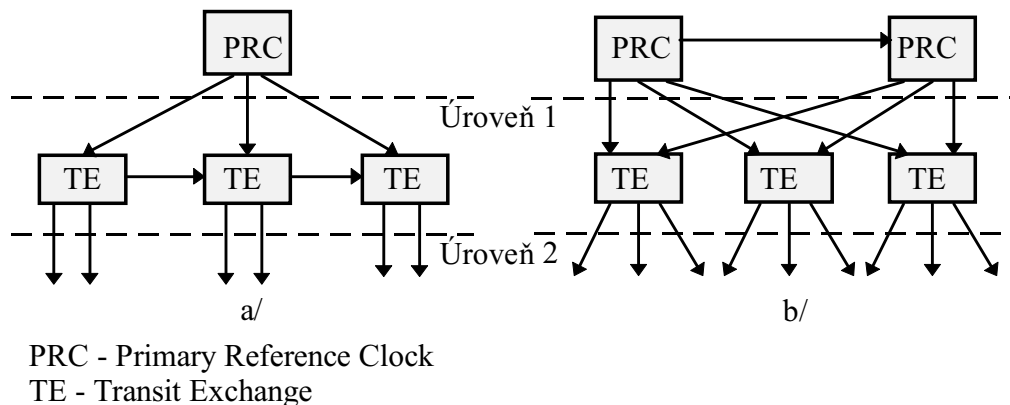 PRC
PRC
PRC
Úroveň 1
TE
TE
TE
TE
TE
TE
Úroveň 2
a/
b/
PRC - Primary Reference Clock
TE - Transit Exchange